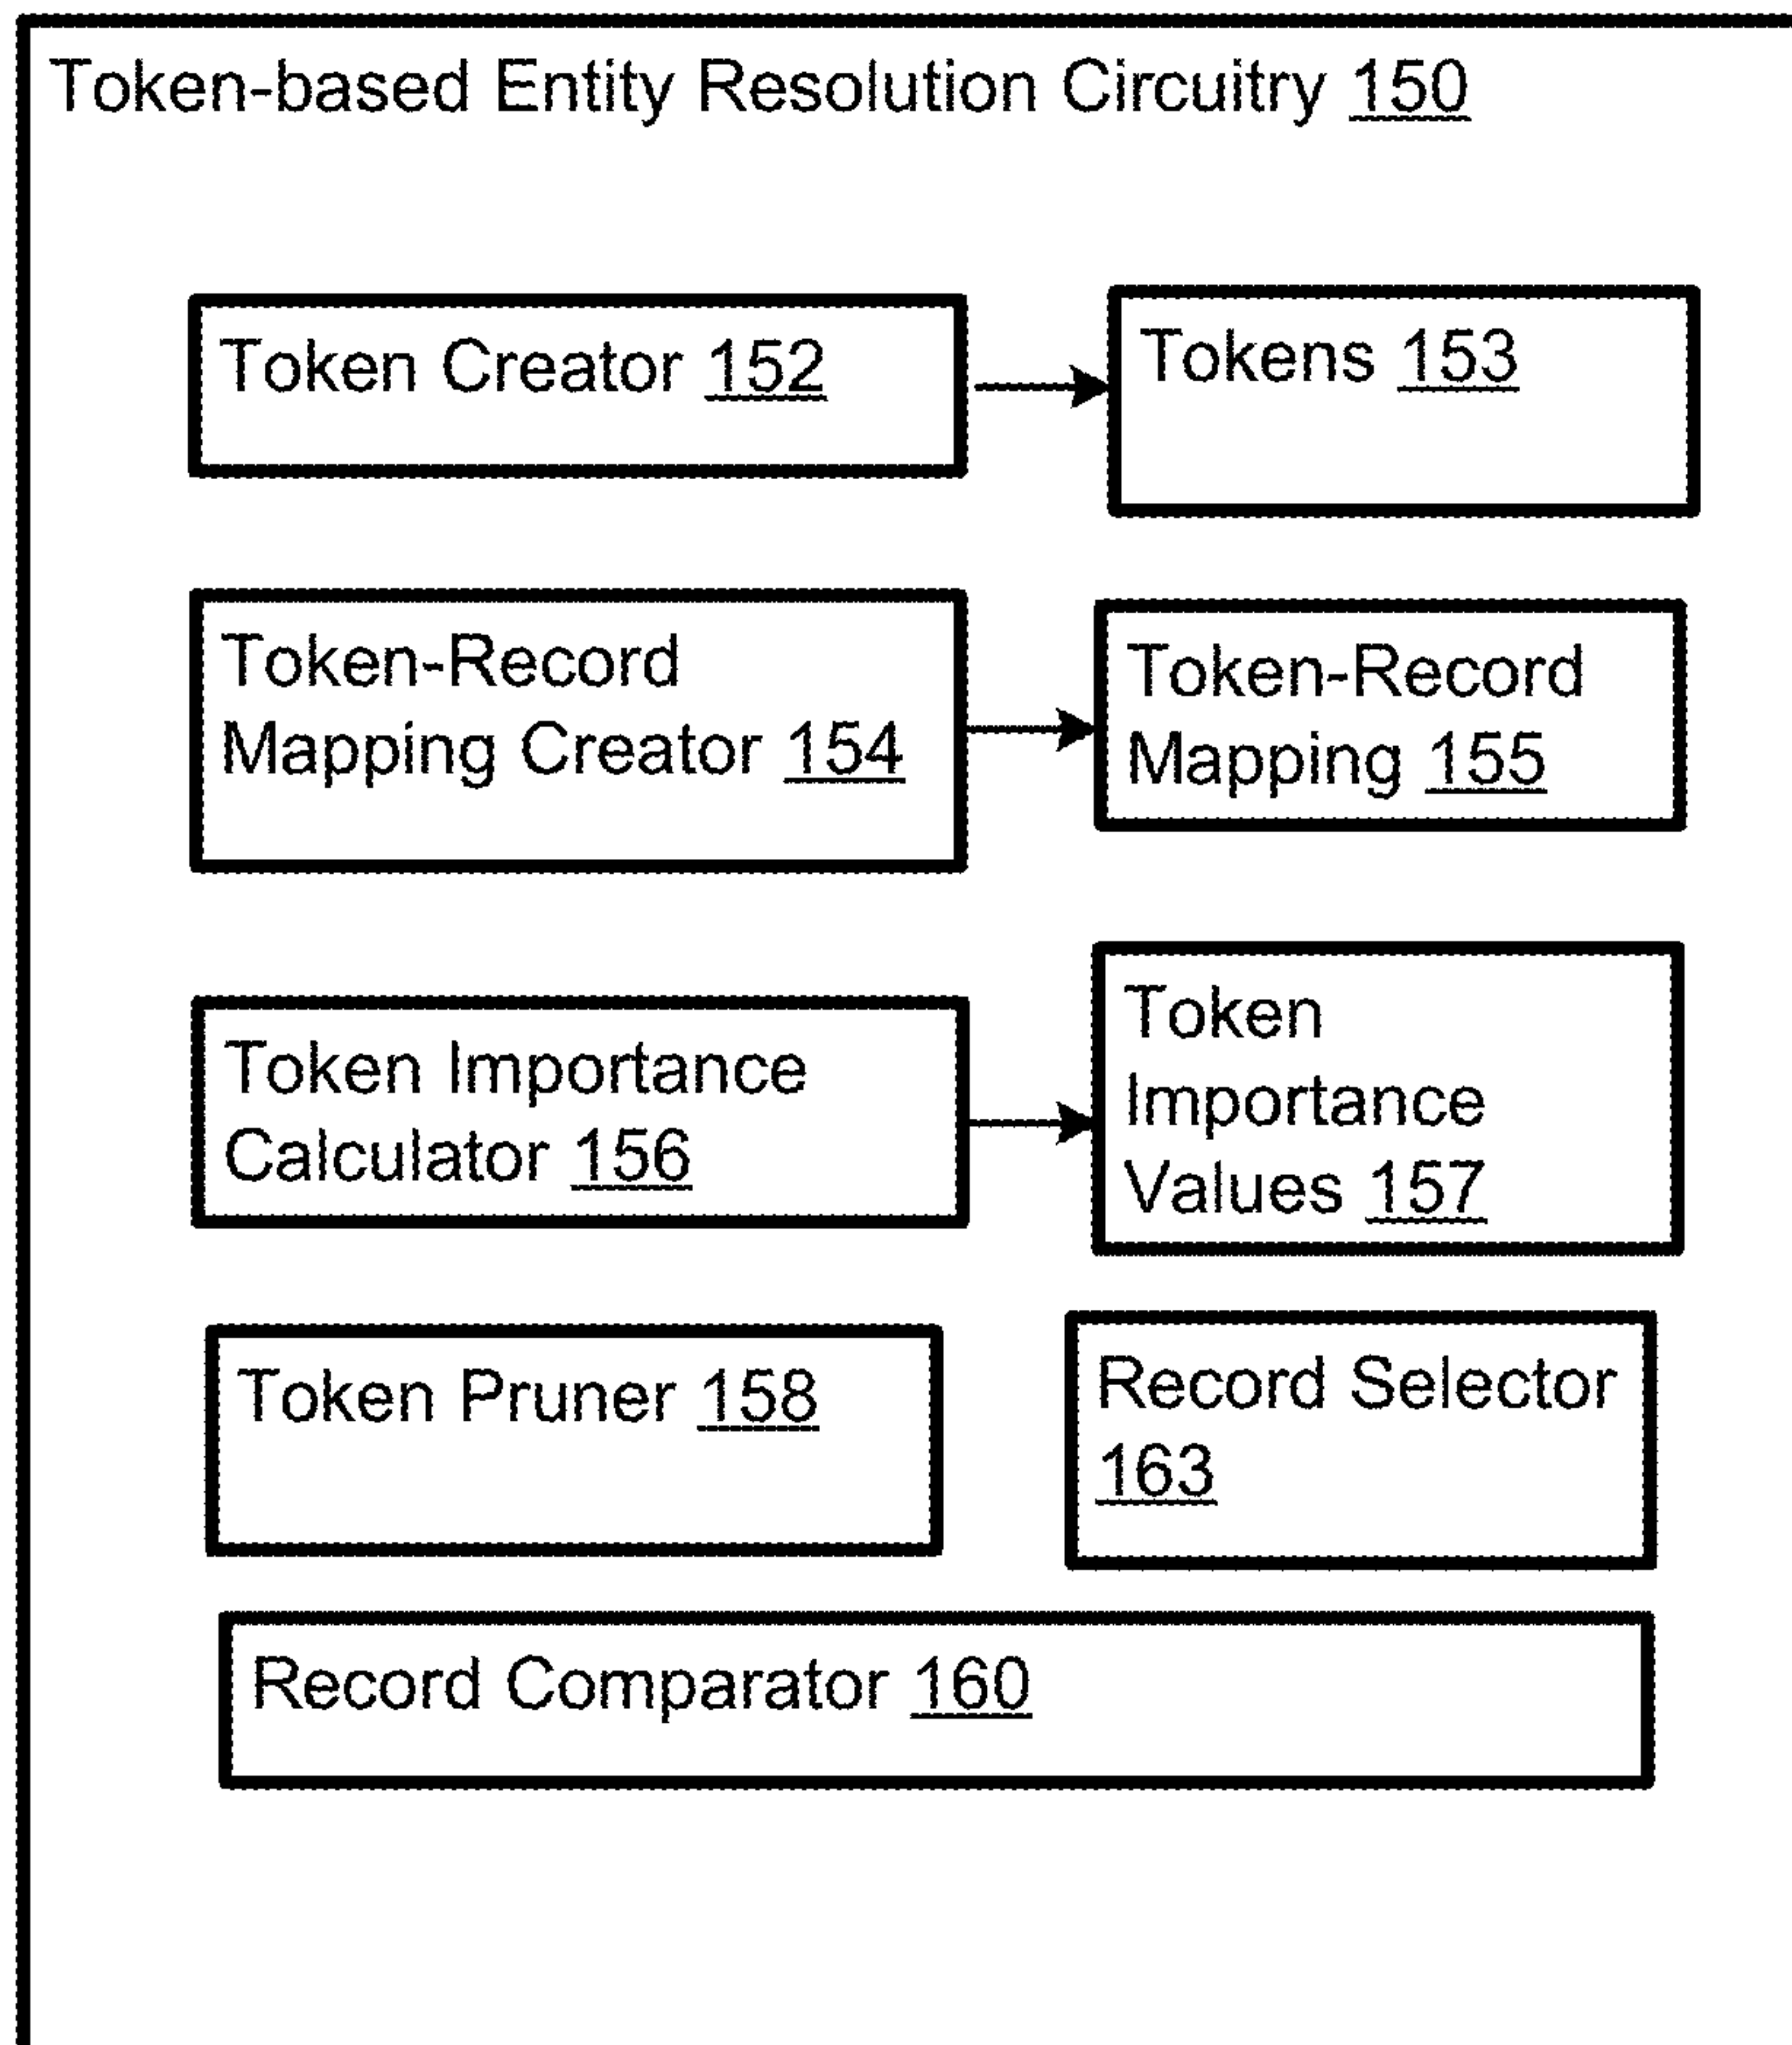 Token-based Entity Resolution Circuitry 150
Token Creator 152
Tokens 153
Token-Record
Mapping Creator 154
Token-Record
Mapping 155
Token Importance
Calculator 156
Token
Importance
Values 157
Token Pruner 158
Record Selector
163
Record Comparator 160